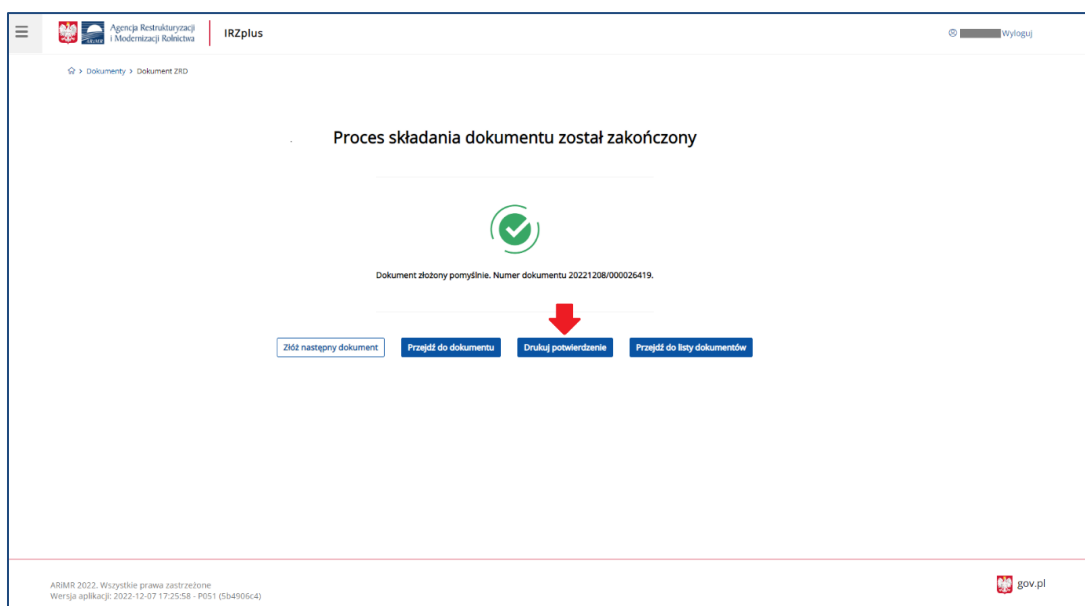 Agencja Restrukturyzacji
i Modernizacji Rolnictwa
IRZplus
Wyloguj
Dokumenty > Dokument ZRD
Proces składania dokumentu został zakończony
Dokument złożony pomyślnie. Numer dokumentu 20221208/000026419.
Złóż następny dokument
Przejdź do dokumentu
Drukuj potwierdzenie
Przejdź do listy dokumentów
ARiMR 2022. Wszystkie prawa zastrzeżone
Wersja aplikacji: 2022-12-07 17:25:58 - P051 (5b4906c4)
gov.pl